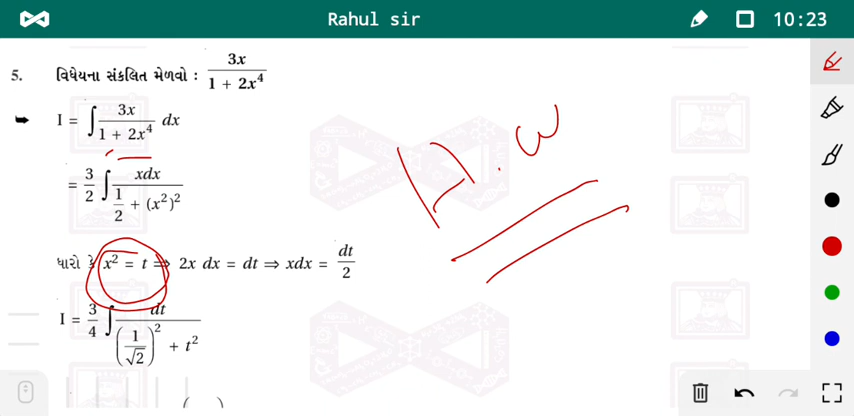 Rahul sir 10:23
5. વિધેયના સંકલિત મેળવો : 3x / (1 + 2x⁴)
I = ∫ 3x / (1 + 2x⁴) dx
= 3/2 ∫ xdx / (1/2 + (x²)²)
H.w
ધારો કે x² = t ⇒ 2x dx = dt ⇒ xdx = dt/2
I = 3/4 ∫ dt / ((1/√2)² + t²)